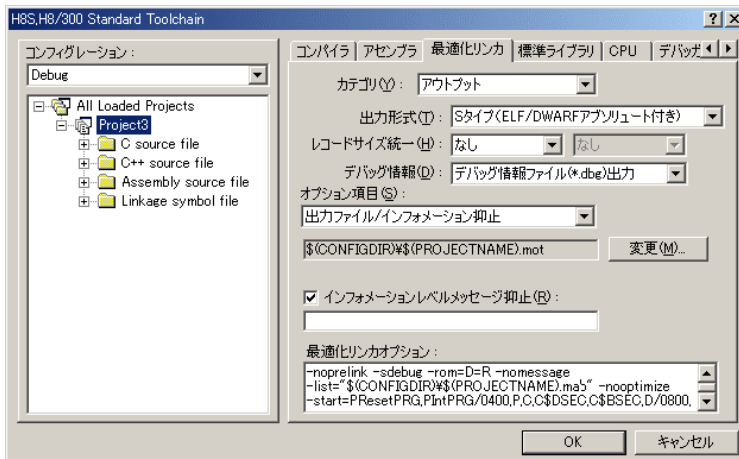 H8S,H8/300 Standard Toolchain
コンフィグレーション :
Debug
All Loaded Projects
Project3
C source file
C++ source file
Assembly source file
Linkage symbol file
コンパイラ アセンブラ 最適化リンカ 標準ライブラリ CPU デバッガ
カテゴリ(Y) : アウトプット
出力形式(T) : Sタイプ(ELF/DWARFアブソリュート付き)
レコードサイズ統一(H) : なし なし
デバッグ情報(D) : デバッグ情報ファイル(*.dbg)出力
オプション項目(S) :
出力ファイル/インフォメーション抑止
$(CONFIGDIR)¥$(PROJECTNAME).mot 変更(M)...
インフォメーションレベルメッセージ抑止(R) :
最適化リンカオプション :
-noprelink -sdebug -rom=D=R -nomessage
-list="$(CONFIGDIR)¥$(PROJECTNAME).map" -nooptimize
-start=PResetPRG,PIntPRG/0400,P,C,C$DSEC,C$BSEC,D/0800,
OK キャンセル